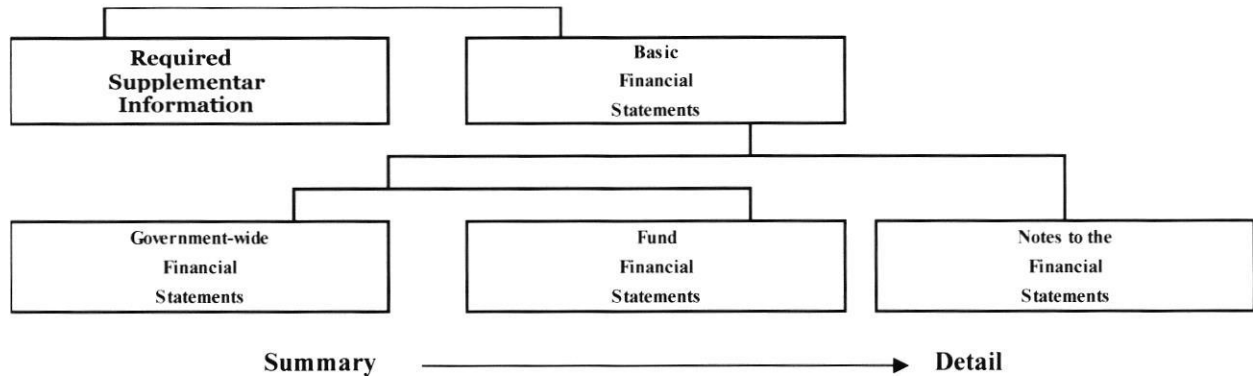 Required
Supplementar
Information
Basic
Financial
Statements
Government-wide
Financial
Statements
Fund
Financial
Statements
Notes to the
Financial
Statements
Summary
Detail